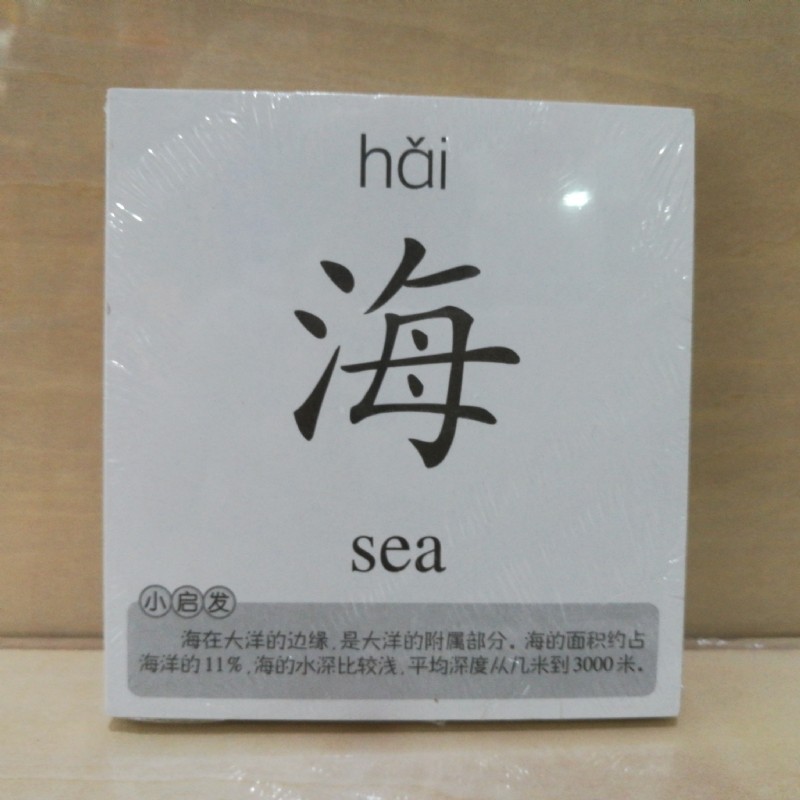 hǎi
海
sea
小启发
海在大洋的边缘,是大洋的附属部分.海的面积约占
海洋的11%,海的水深比较浅,平均深度从几米到3000米.